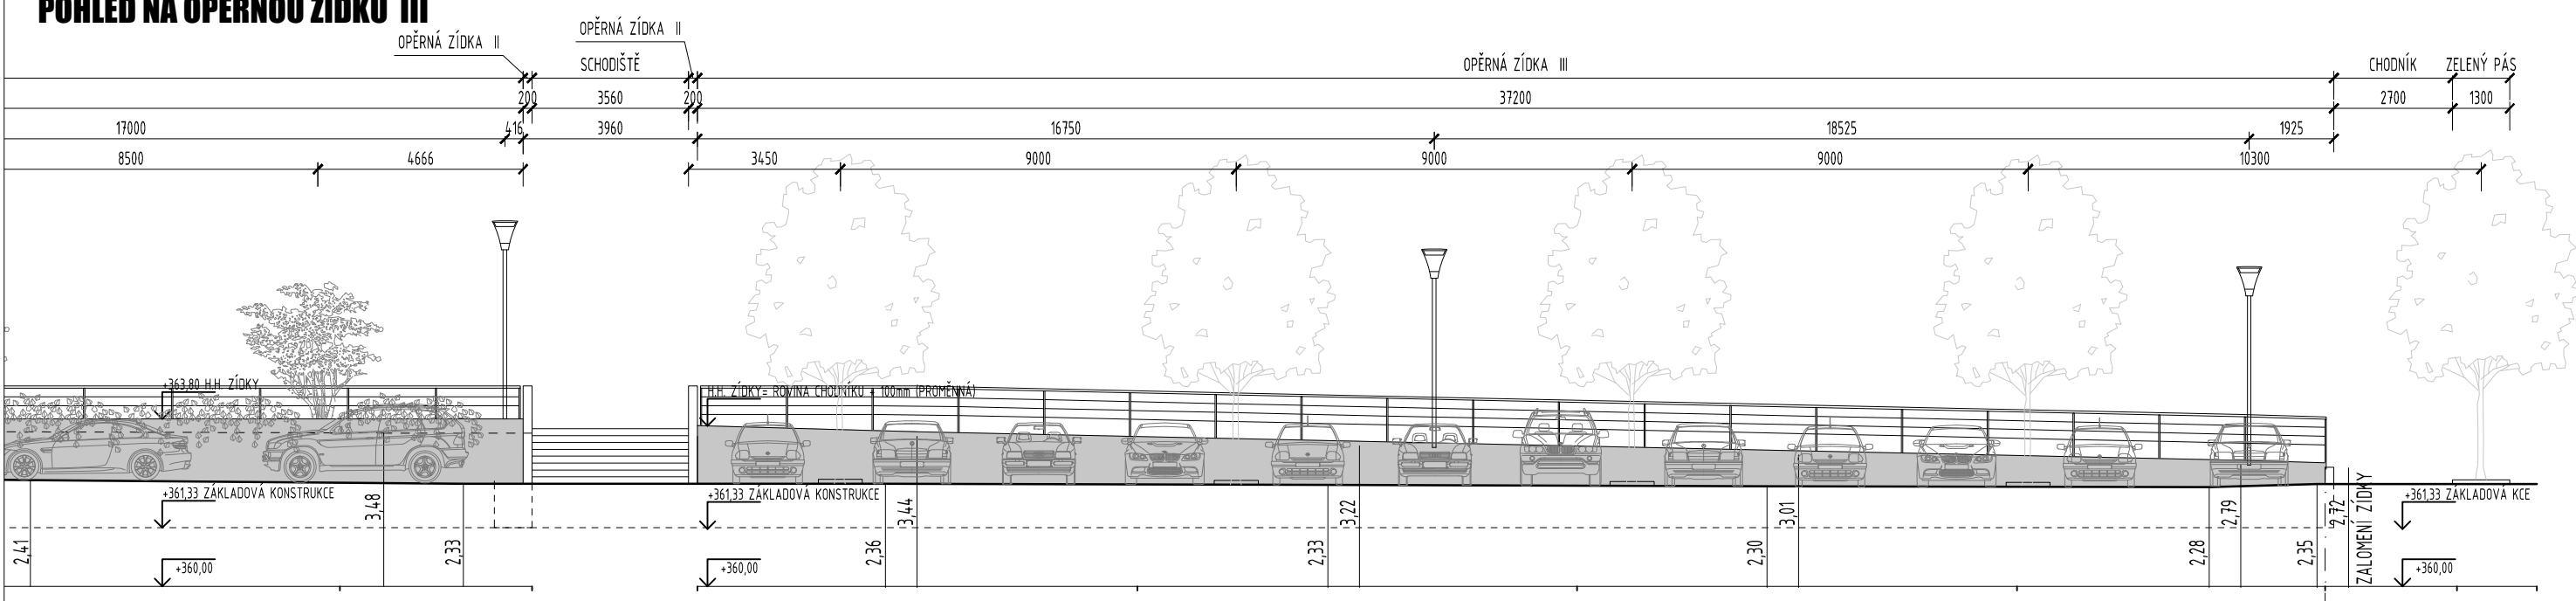 POHLED NA OPĚRNOU ZÍDKU III
OPĚRNÁ ZÍDKA II
OPĚRNÁ ZÍDKA II
SCHODIŠTĚ
OPĚRNÁ ZÍDKA III
CHODNÍK
ZELENÝ PÁS
200
3560
200
37200
2700
1300
17000
416
3960
16750
18525
1925
8500
4666
3450
9000
9000
9000
10300
+363,80 H.H. ZÍDKY
H.H. ZÍDKY= ROVINA CHODNÍKU + 100mm (PROMĚNNÁ)
+361,33 ZÁKLADOVÁ KONSTRUKCE
+361,33 ZÁKLADOVÁ KONSTRUKCE
+361,33 ZÁKLADOVÁ KCE
3,48
3,44
3,22
3,01
2,79
2,72
2,41
2,33
2,36
2,33
2,30
2,28
2,35
ZALOMENÍ ZÍDKY
+360,00
+360,00
+360,00